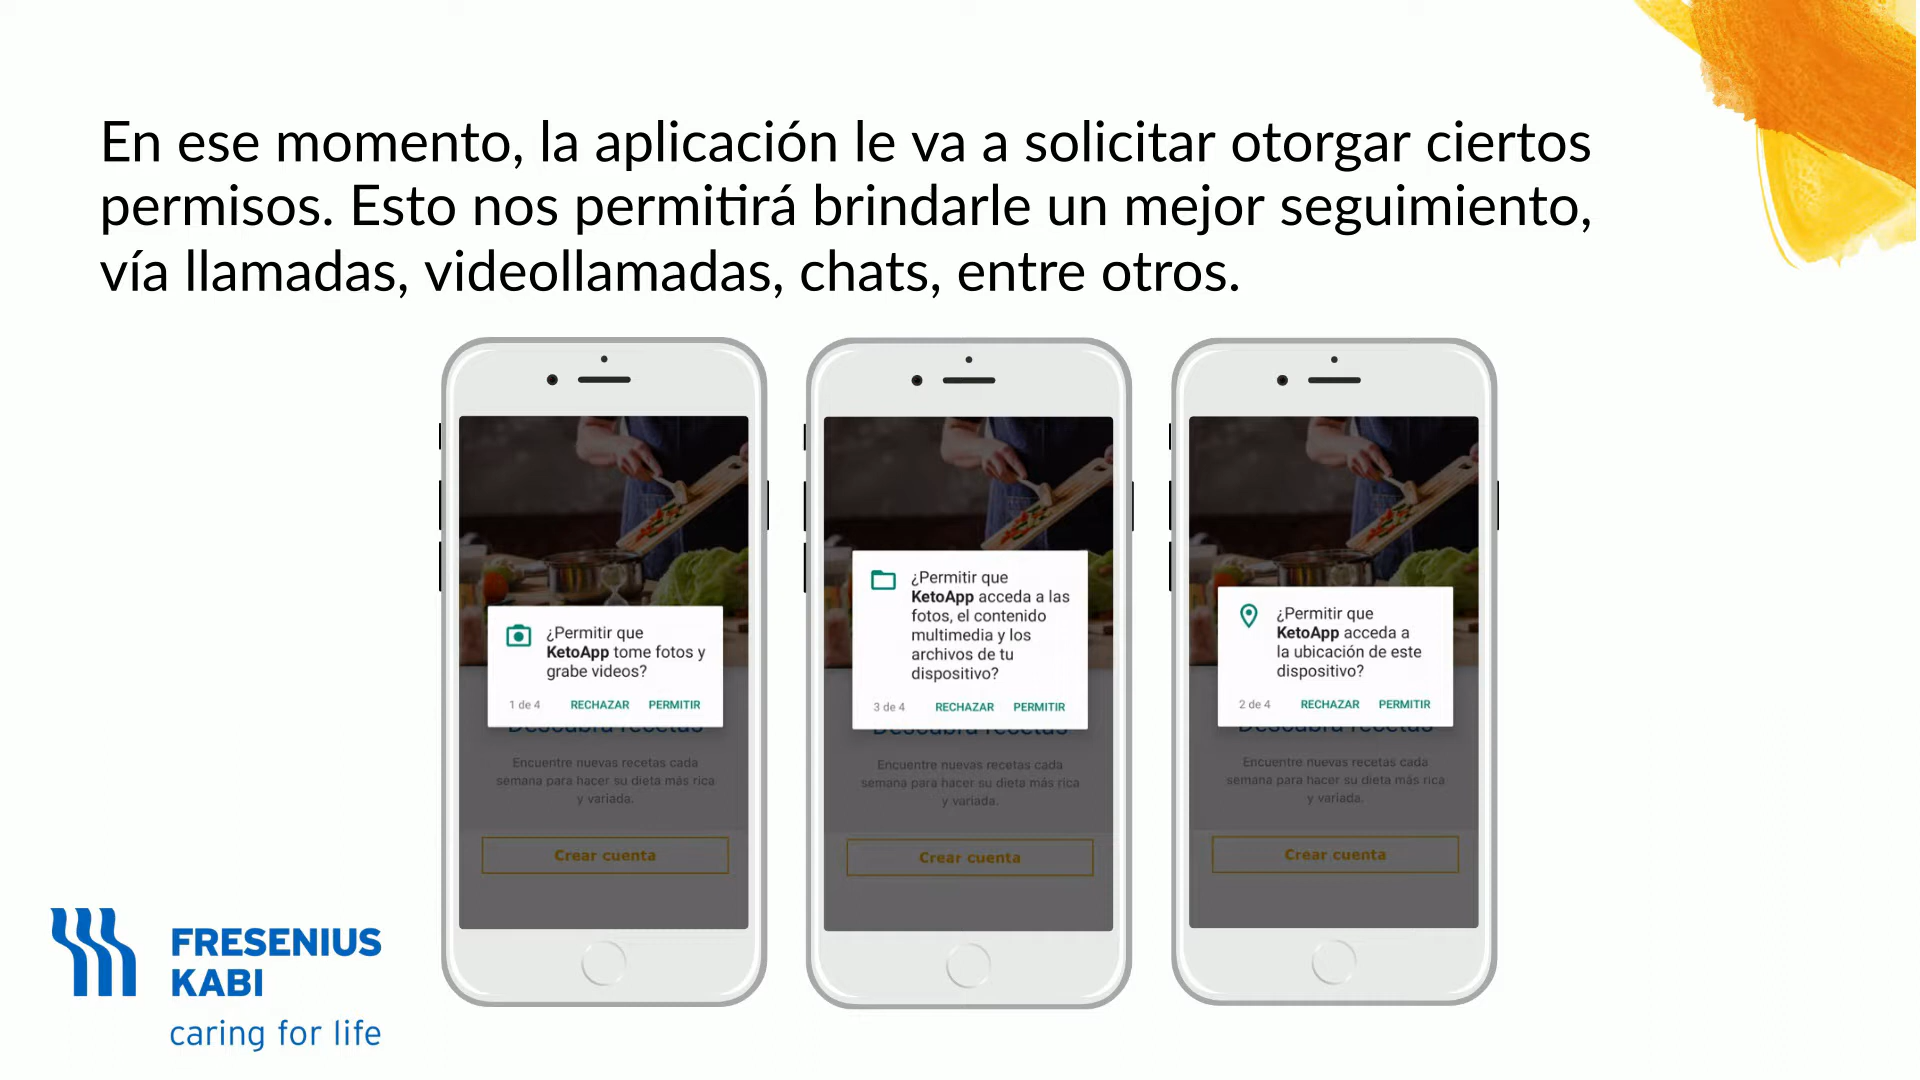 En ese momento, la aplicación le va a solicitar otorgar ciertos
permisos. Esto nos permitirá brindarle un mejor seguimiento,
vía llamadas, videollamadas, chats, entre otros.
¿Permitir que
KetoApp tome fotos y
grabe videos?
1 de 4 RECHAZAR PERMITIR
Descubra recetas
Encuentre nuevas recetas cada
semana para hacer su dieta más rica
y variada.
Crear cuenta
¿Permitir que
KetoApp acceda a las
fotos, el contenido
multimedia y los
archivos de tu
dispositivo?
3 de 4 RECHAZAR PERMITIR
Descubra recetas
Encuentre nuevas recetas cada
semana para hacer su dieta más rica
y variada.
Crear cuenta
¿Permitir que
KetoApp acceda a
la ubicación de este
dispositivo?
2 de 4 RECHAZAR PERMITIR
Descubra recetas
Encuentre nuevas recetas cada
semana para hacer su dieta más rica
y variada.
Crear cuenta
FRESENIUS
KABI
caring for life